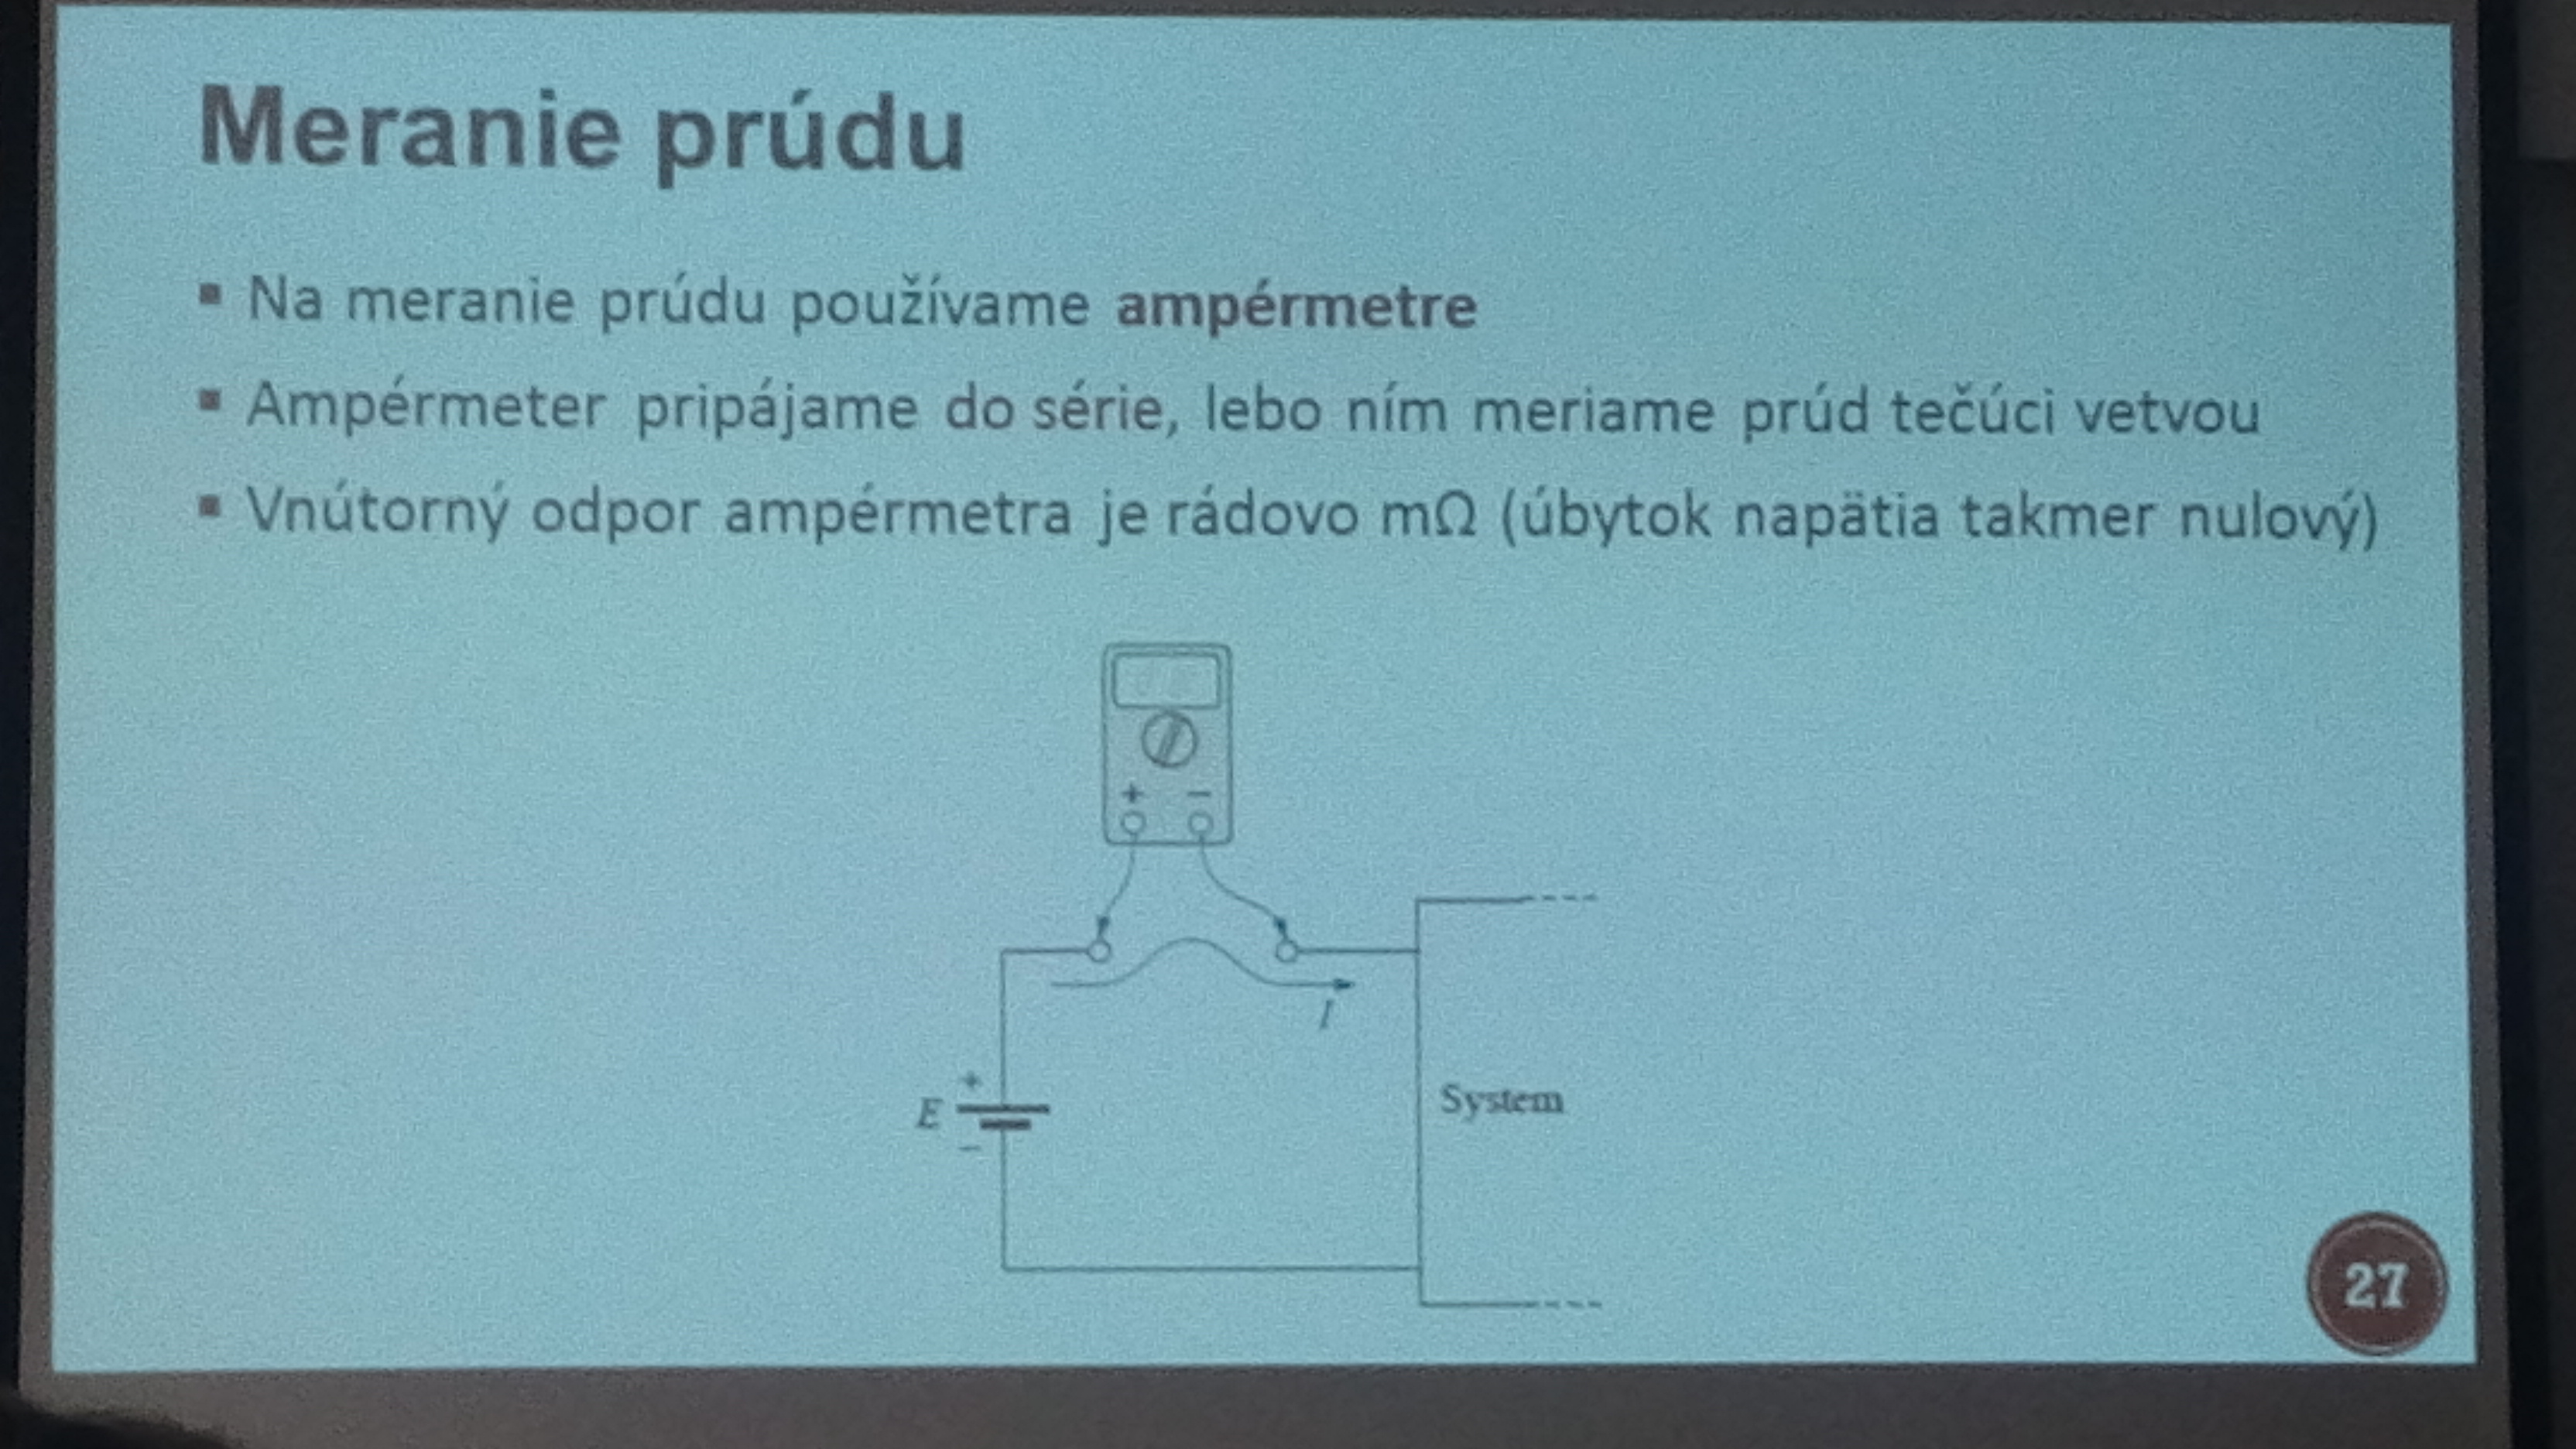 Meranie prúdu
▪ Na meranie prúdu používame ampérmetre
▪ Ampérmeter pripájame do série, lebo ním meriame prúd tečúci vetvou
▪ Vnútorný odpor ampérmetra je rádovo mΩ (úbytok napätia takmer nulový)
+ −
I
+
E
−
System
27